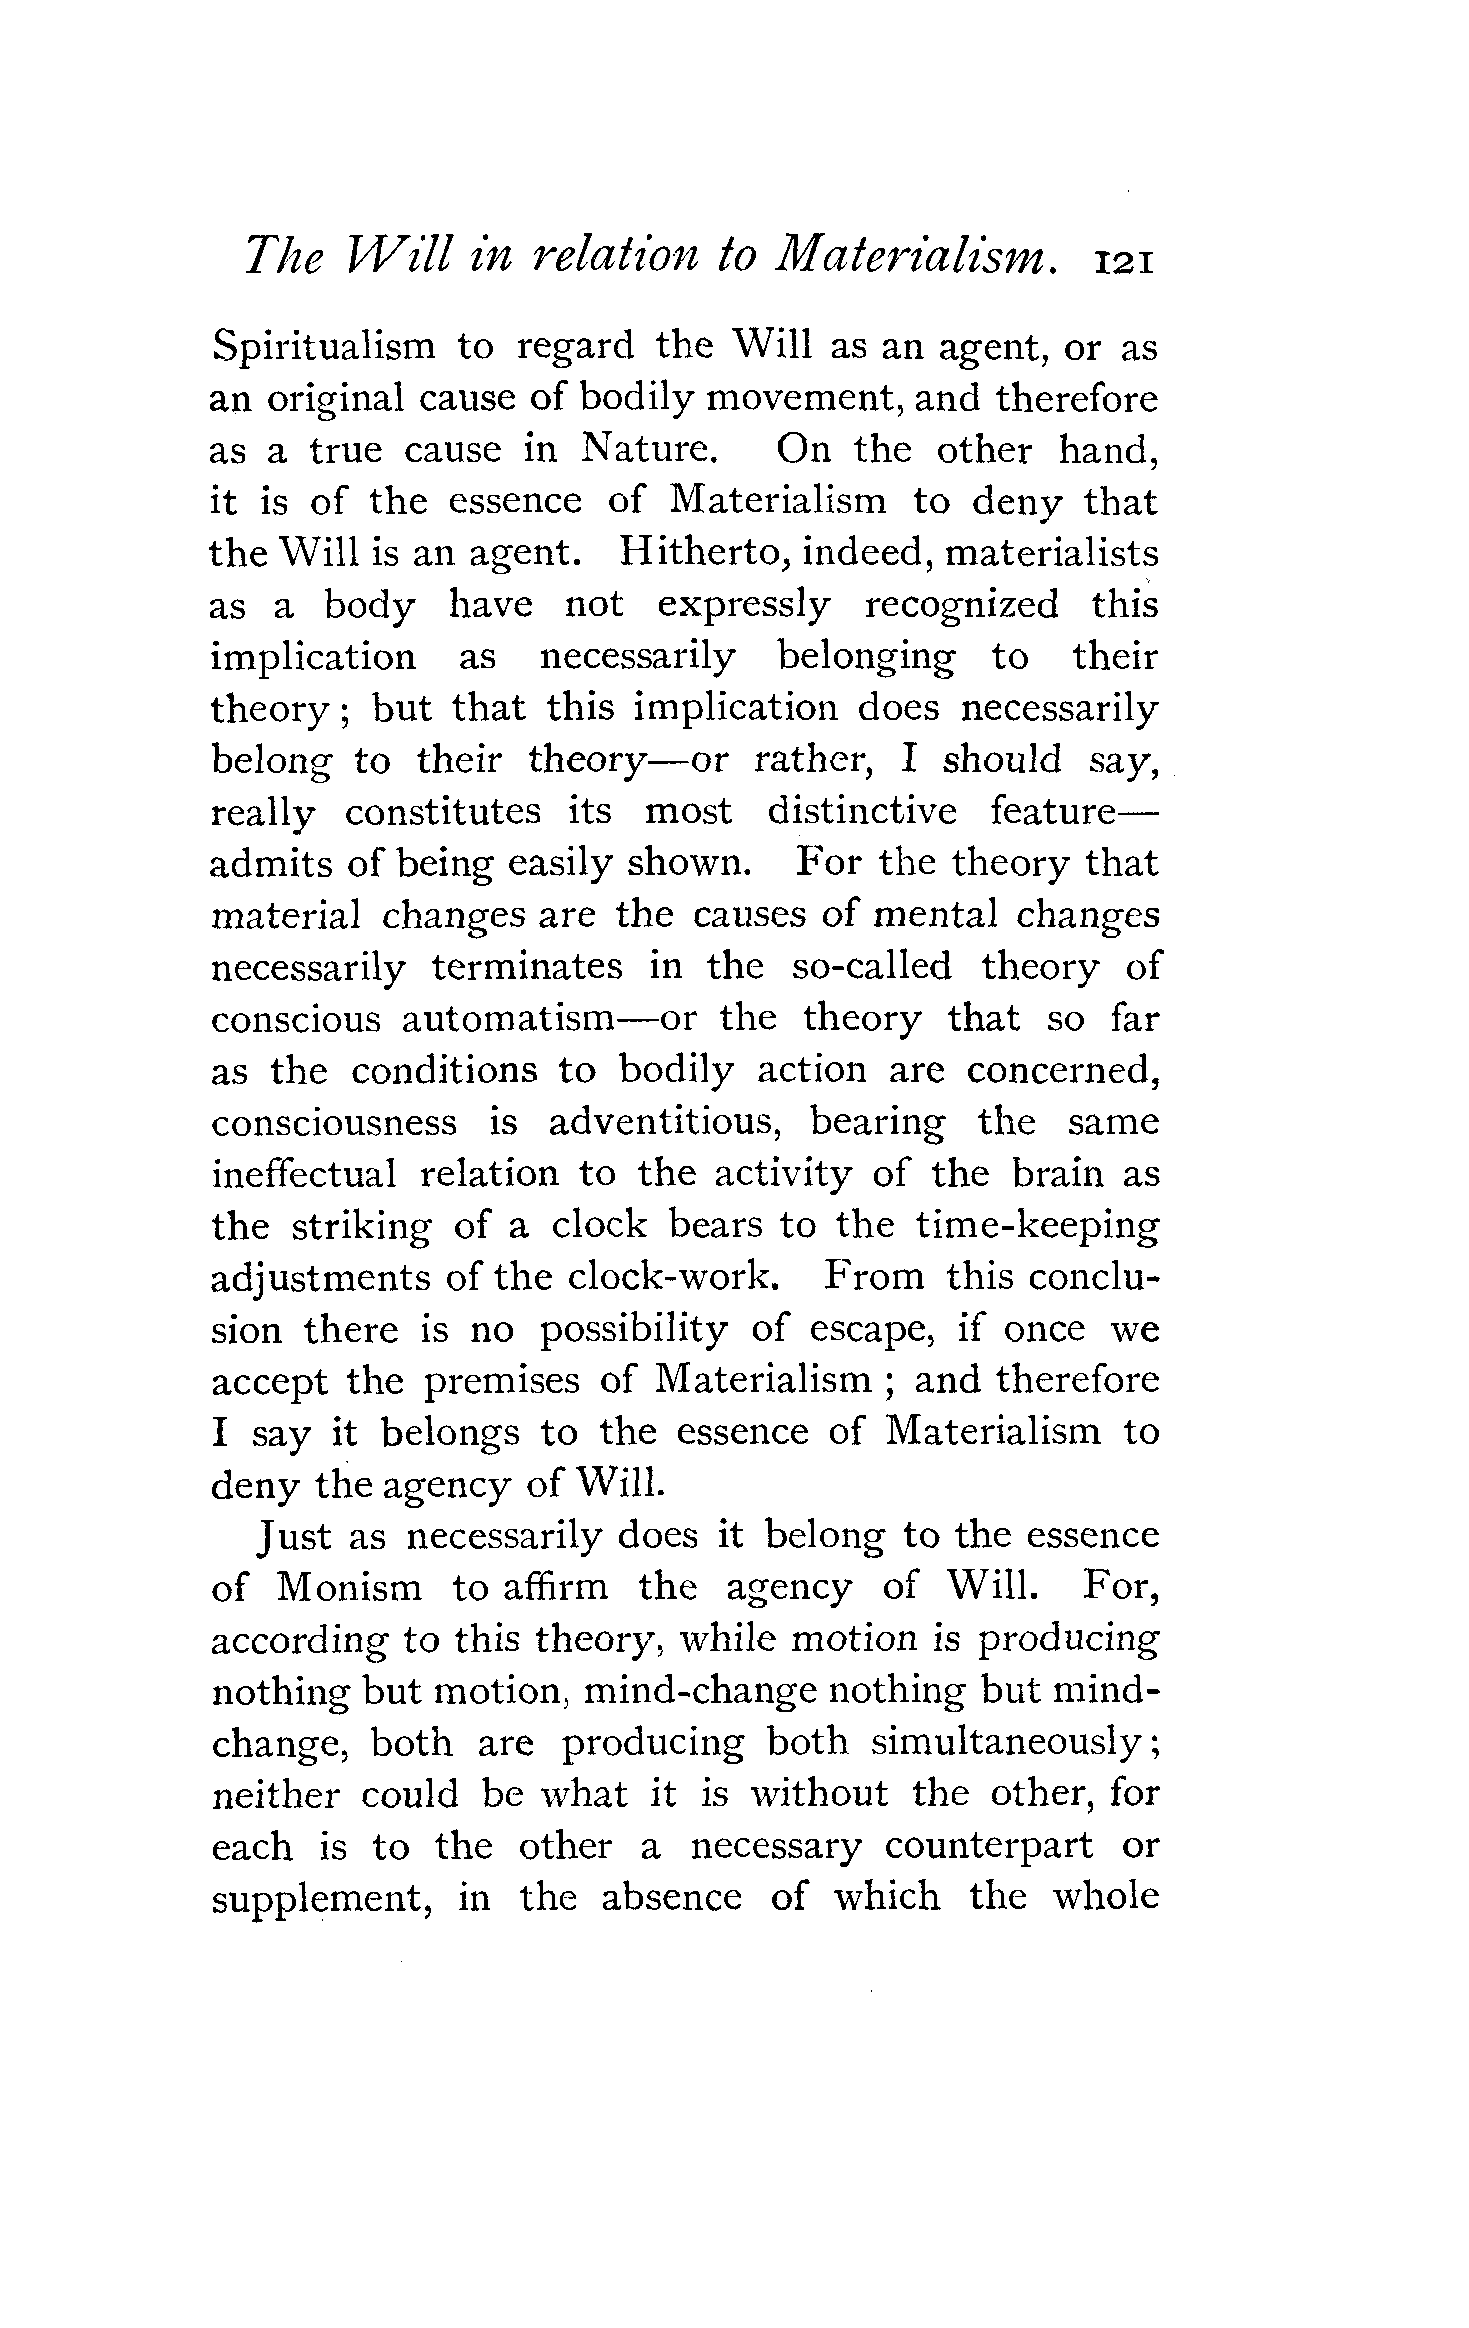 The Will in relation to Materialism. 121
Spiritualism to regard the Will as an agent, or as
an original cause of bodily movement, and therefore
as a true cause in Nature. On the other hand,
it is of the essence of Materialism to deny that
the Will is an agent. Hitherto, indeed, materialists
as a body have not expressly recognized this
implication as necessarily belonging to their
theory ; but that this implication does necessarily
belong to their theory—or rather, I should say,
really constitutes its most distinctive feature—
admits of being easily shown. For the theory that
material changes are the causes of mental changes
necessarily terminates in the so-called theory of
conscious automatism—or the theory that so far
as the conditions to bodily action are concerned,
consciousness is adventitious, bearing the same
ineffectual relation to the activity of the brain as
the striking of a clock bears to the time-keeping
adjustments of the clock-work. From this conclu-
sion there is no possibility of escape, if once we
accept the premises of Materialism ; and therefore
I say it belongs to the essence of Materialism to
deny the agency of Will.
Just as necessarily does it belong to the essence
of Monism to affirm the agency of Will. For,
according to this theory, while motion is producing
nothing but motion, mind-change nothing but mind-
change, both are producing both simultaneously;
neither could be what it is without the other, for
each is to the other a necessary counterpart or
supplement, in the absence of which the whole